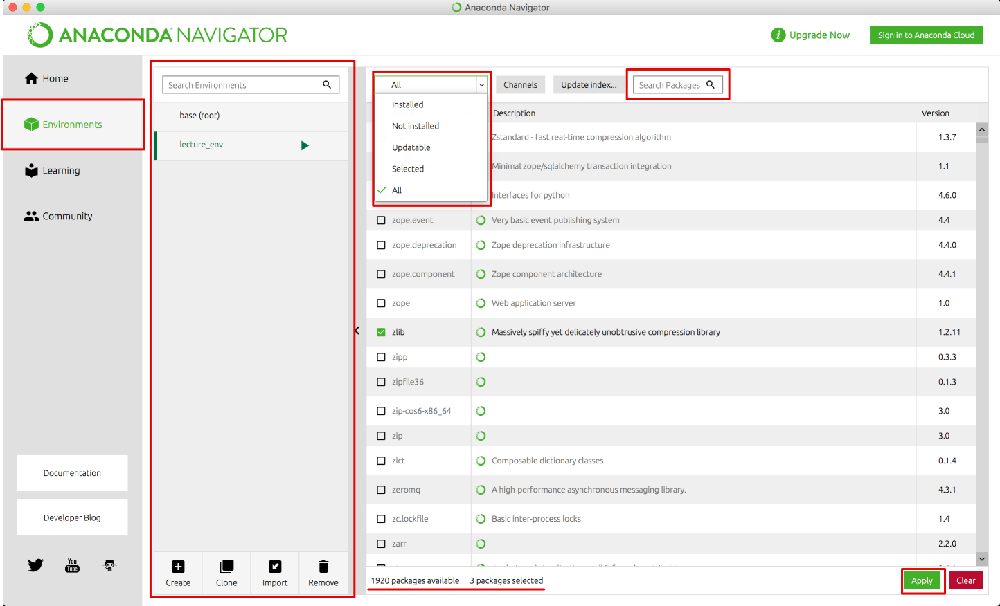 Anaconda Navigator
ANACONDA NAVIGATOR
Upgrade Now
Sign in to Anaconda Cloud
Home
Environments
Learning
Community
Documentation
Developer Blog
You
Tube
Search Environments
base (root)
lecture_env
Create
Clone
Import
Remove
All
Channels
Update index...
Search Packages
Installed
Not installed
Updatable
Selected
All
Description
Version
Zstandard - fast real-time compression algorithm 1.3.7
Minimal zope/sqlalchemy transaction integration 1.1
Interfaces for python 4.6.0
zope.event Very basic event publishing system 4.4
zope.deprecation Zope deprecation infrastructure 4.4.0
zope.component Zope component architecture 4.4.1
zope Web application server 1.0
zlib Massively spiffy yet delicately unobtrusive compression library 1.2.11
zipp 0.3.3
zipfile36 0.1.3
zip-cos6-x86_64 3.0
zip 3.0
zict Composable dictionary classes 0.1.4
zeromq A high-performance asynchronous messaging library. 4.3.1
zc.lockfile Basic inter-process locks 1.4
zarr 2.2.0
1920 packages available 3 packages selected
Apply
Clear